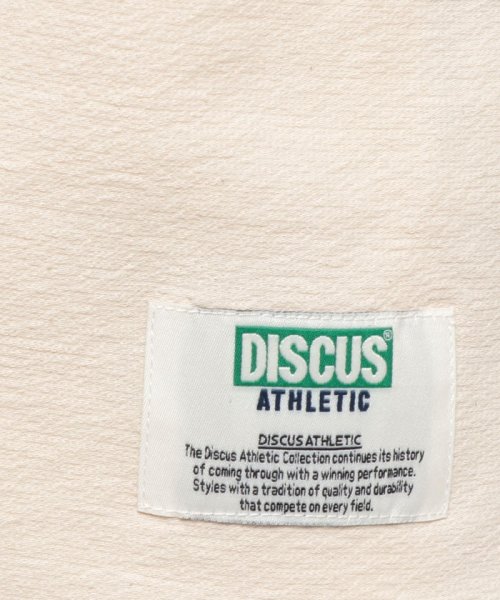 DISCUS®
ATHLETIC
DISCUS ATHLETIC
The Discus Athletic Collection continues its history
of coming through with a winning performance.
Styles with a tradition of quality and durability
that compete on every field.